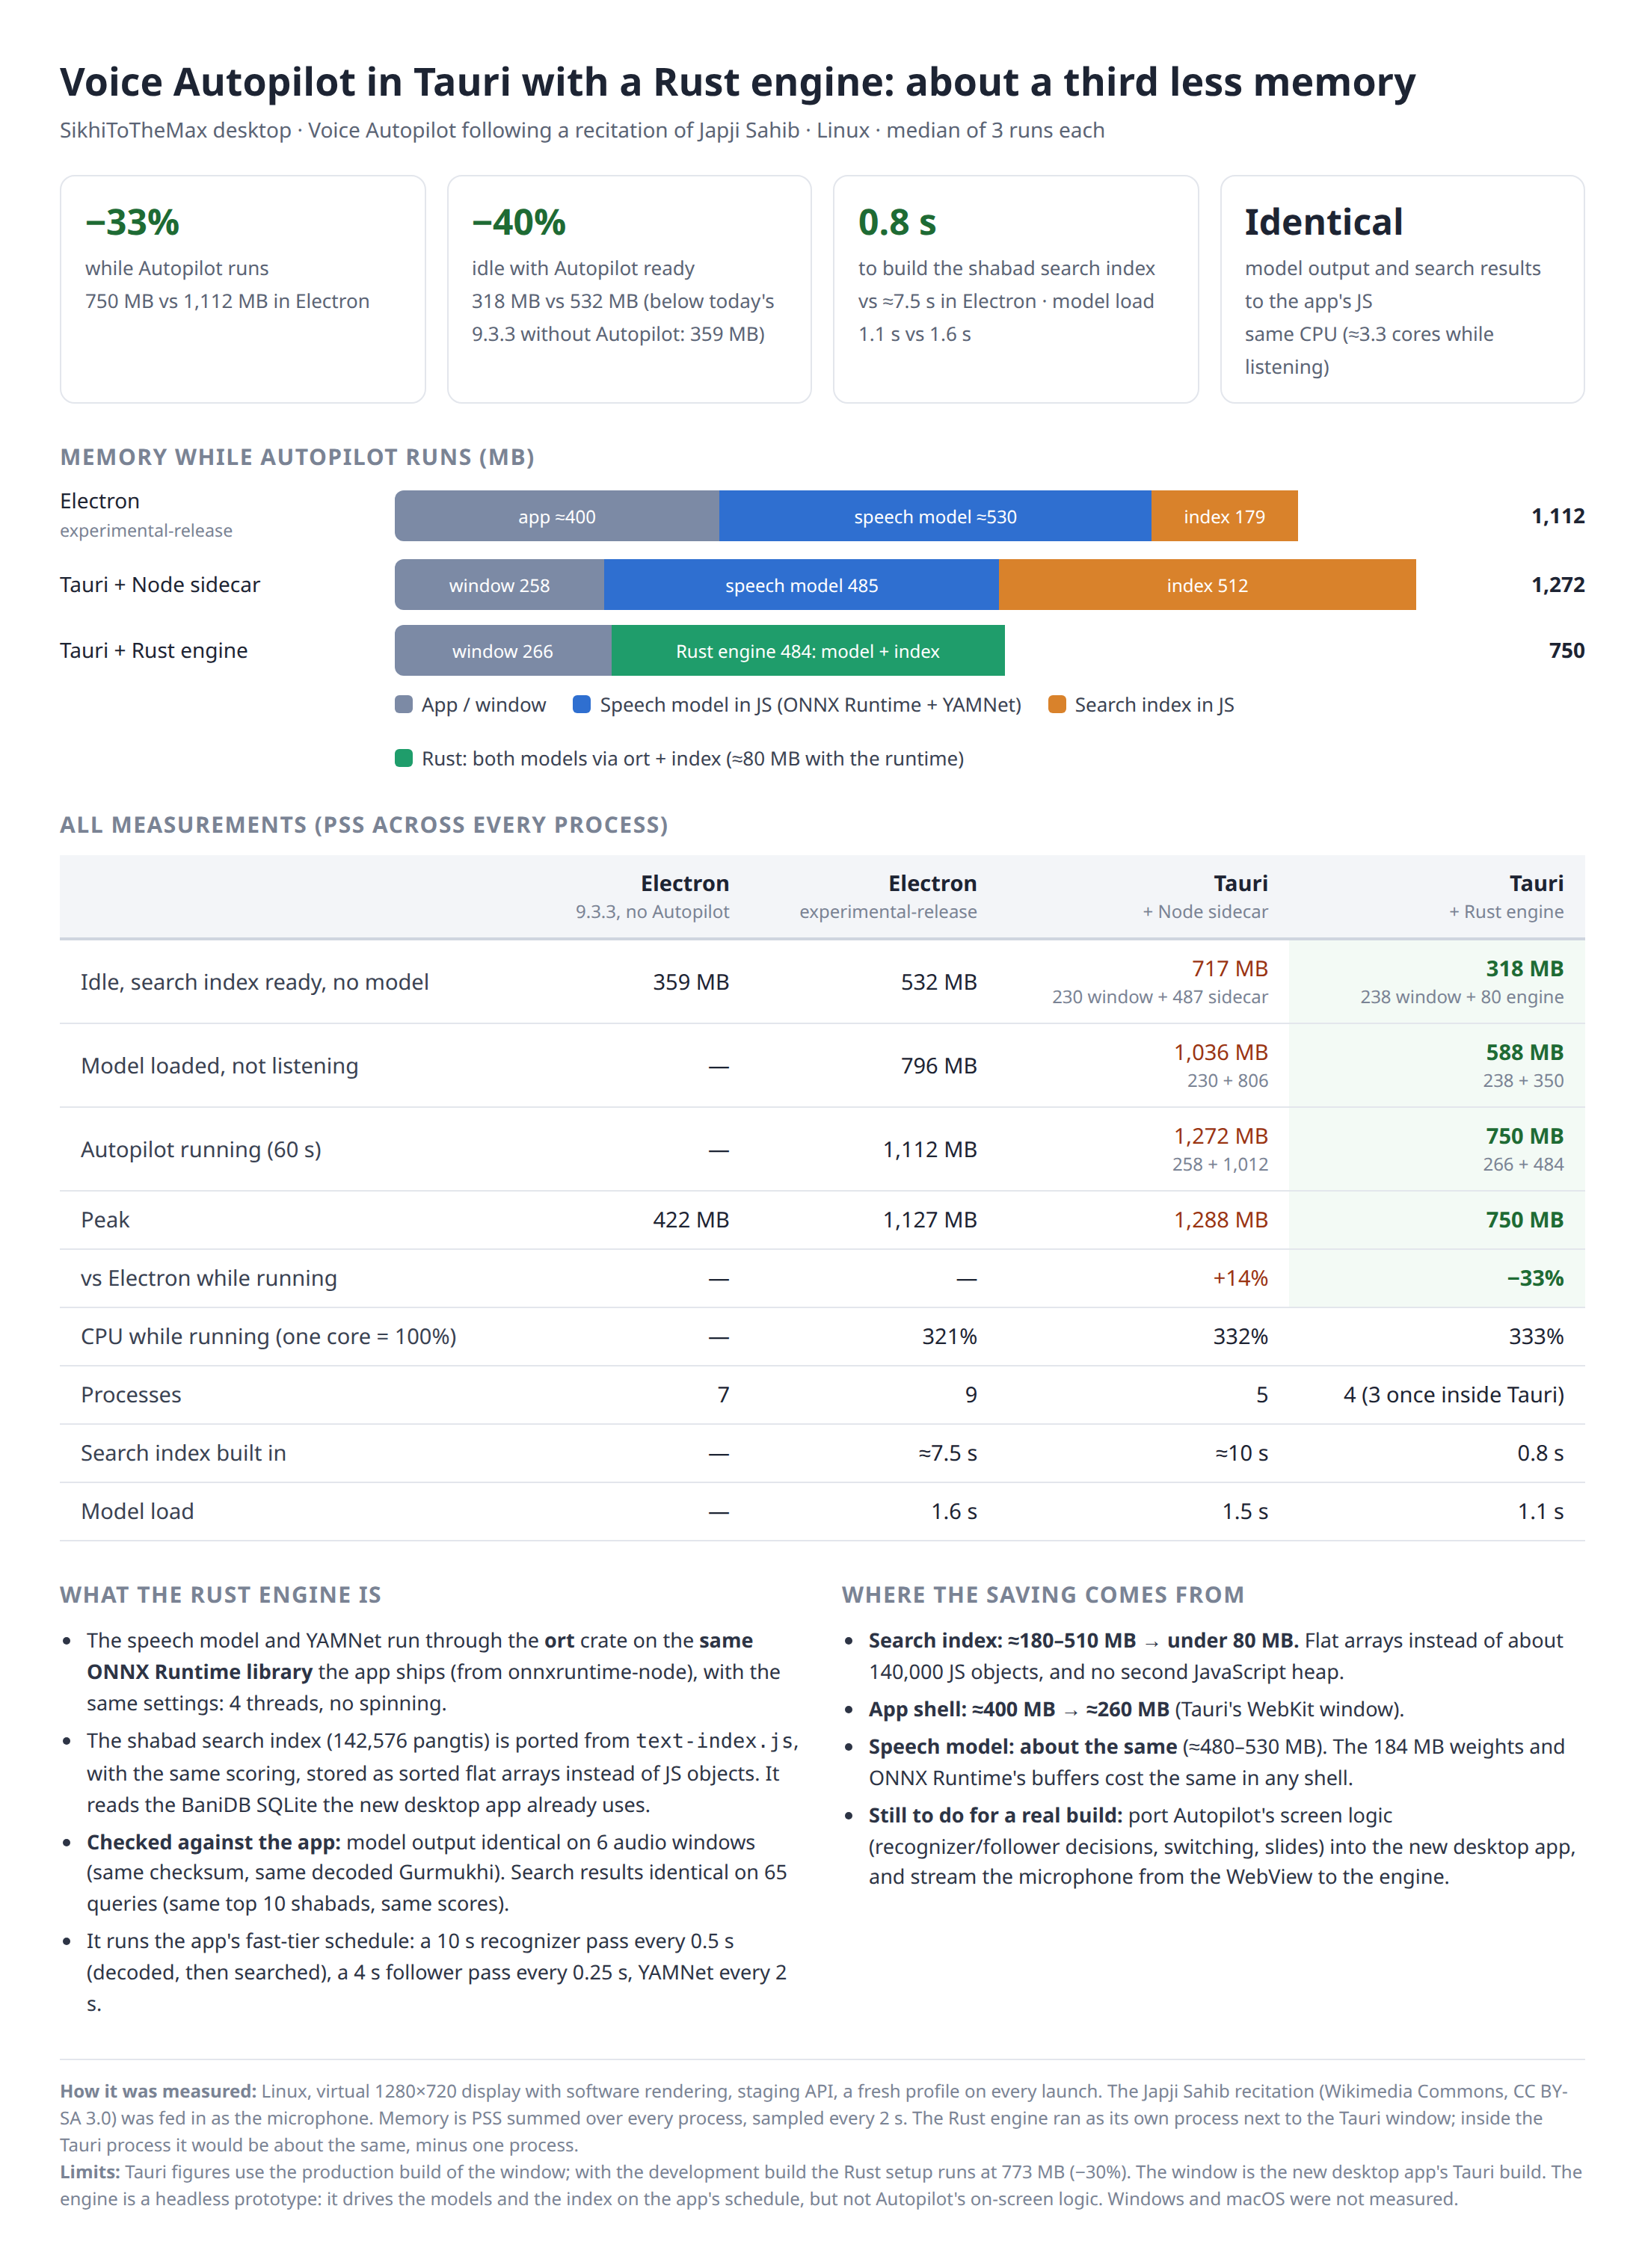 Voice Autopilot in Tauri with a Rust engine: about a third less memory
SikhiToTheMax desktop · Voice Autopilot following a recitation of Japji Sahib · Linux · median of 3 runs each
−33%
while Autopilot runs
750 MB vs 1,112 MB in Electron
−40%
idle with Autopilot ready
318 MB vs 532 MB (below today's
9.3.3 without Autopilot: 359 MB)
0.8 s
to build the shabad search index
vs ≈7.5 s in Electron · model load
1.1 s vs 1.6 s
Identical
model output and search results
to the app's JS
same CPU (≈3.3 cores while
listening)
MEMORY WHILE AUTOPILOT RUNS (MB)
Electron
experimental-release
app ≈400 speech model ≈530 index 179 1,112
Tauri + Node sidecar window 258 speech model 485 index 512 1,272
Tauri + Rust engine window 266 Rust engine 484: model + index 750
App / window Speech model in JS (ONNX Runtime + YAMNet) Search index in JS
Rust: both models via ort + index (≈80 MB with the runtime)
ALL MEASUREMENTS (PSS ACROSS EVERY PROCESS)
Electron Electron Tauri Tauri
9.3.3, no Autopilot experimental-release + Node sidecar + Rust engine
Idle, search index ready, no model 359 MB 532 MB 717 MB 318 MB
230 window + 487 sidecar 238 window + 80 engine
Model loaded, not listening — 796 MB 1,036 MB 588 MB
230 + 806 238 + 350
Autopilot running (60 s) — 1,112 MB 1,272 MB 750 MB
258 + 1,012 266 + 484
Peak 422 MB 1,127 MB 1,288 MB 750 MB
vs Electron while running — — +14% −33%
CPU while running (one core = 100%) — 321% 332% 333%
Processes 7 9 5 4 (3 once inside Tauri)
Search index built in — ≈7.5 s ≈10 s 0.8 s
Model load — 1.6 s 1.5 s 1.1 s
WHAT THE RUST ENGINE IS
• The speech model and YAMNet run through the ort crate on the same
ONNX Runtime library the app ships (from onnxruntime-node), with the
same settings: 4 threads, no spinning.
• The shabad search index (142,576 pangtis) is ported from text-index.js,
with the same scoring, stored as sorted flat arrays instead of JS objects. It
reads the BaniDB SQLite the new desktop app already uses.
• Checked against the app: model output identical on 6 audio windows
(same checksum, same decoded Gurmukhi). Search results identical on 65
queries (same top 10 shabads, same scores).
• It runs the app's fast-tier schedule: a 10 s recognizer pass every 0.5 s
(decoded, then searched), a 4 s follower pass every 0.25 s, YAMNet every 2
s.
WHERE THE SAVING COMES FROM
• Search index: ≈180–510 MB → under 80 MB. Flat arrays instead of about
140,000 JS objects, and no second JavaScript heap.
• App shell: ≈400 MB → ≈260 MB (Tauri's WebKit window).
• Speech model: about the same (≈480–530 MB). The 184 MB weights and
ONNX Runtime's buffers cost the same in any shell.
• Still to do for a real build: port Autopilot's screen logic
(recognizer/follower decisions, switching, slides) into the new desktop app,
and stream the microphone from the WebView to the engine.
How it was measured: Linux, virtual 1280×720 display with software rendering, staging API, a fresh profile on every launch. The Japji Sahib recitation (Wikimedia Commons, CC BY-
SA 3.0) was fed in as the microphone. Memory is PSS summed over every process, sampled every 2 s. The Rust engine ran as its own process next to the Tauri window; inside the
Tauri process it would be about the same, minus one process.
Limits: Tauri figures use the production build of the window; with the development build the Rust setup runs at 773 MB (−30%). The window is the new desktop app's Tauri build. The
engine is a headless prototype: it drives the models and the index on the app's schedule, but not Autopilot's on-screen logic. Windows and macOS were not measured.